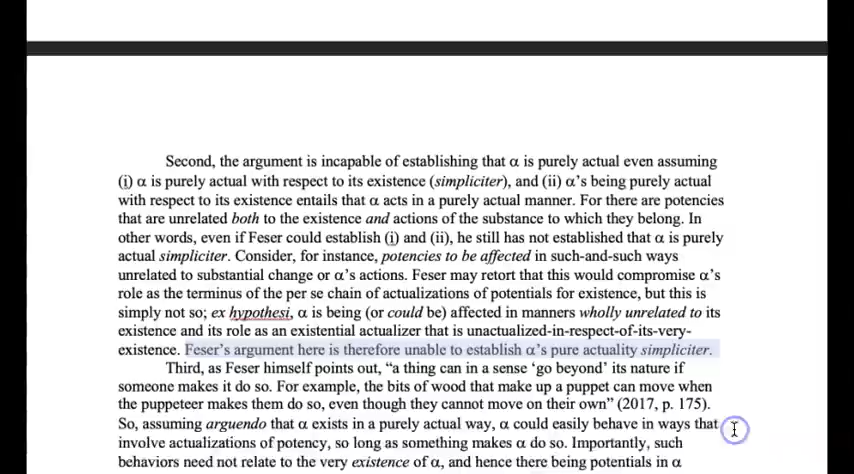 Second, the argument is incapable of establishing that α is purely actual even assuming
(i) α is purely actual with respect to its existence (simpliciter), and (ii) α's being purely actual
with respect to its existence entails that α acts in a purely actual manner. For there are potencies
that are unrelated both to the existence and actions of the substance to which they belong. In
other words, even if Feser could establish (i) and (ii), he still has not established that α is purely
actual simpliciter. Consider, for instance, potencies to be affected in such-and-such ways
unrelated to substantial change or α's actions. Feser may retort that this would compromise α's
role as the terminus of the per se chain of actualizations of potentials for existence, but this is
simply not so; ex hypothesi, α is being (or could be) affected in manners wholly unrelated to its
existence and its role as an existential actualizer that is unactualized-in-respect-of-its-very-
existence. Feser's argument here is therefore unable to establish α's pure actuality simpliciter.
Third, as Feser himself points out, “a thing can in a sense ‘go beyond’ its nature if
someone makes it do so. For example, the bits of wood that make up a puppet can move when
the puppeteer makes them do so, even though they cannot move on their own” (2017, p. 175).
So, assuming arguendo that α exists in a purely actual way, α could easily behave in ways that
involve actualizations of potency, so long as something makes α do so. Importantly, such
behaviors need not relate to the very existence of α, and hence there being potentials in α